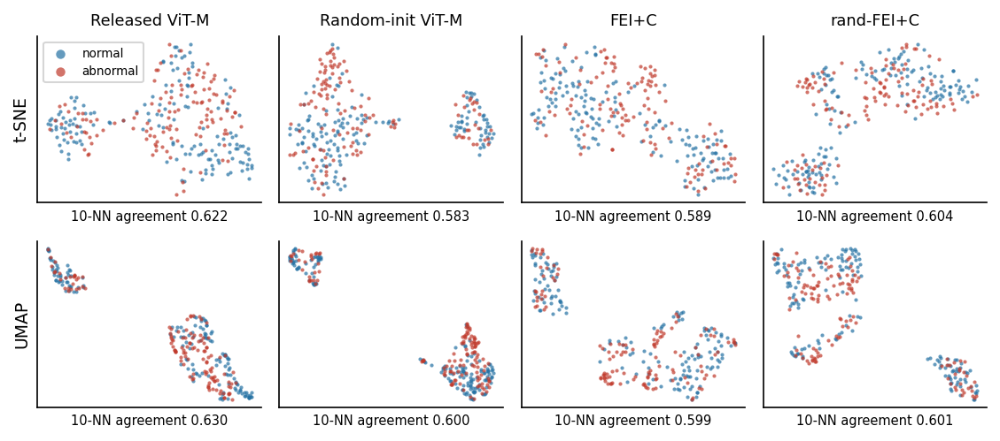 Released ViT-M
Random-init ViT-M
FEI+C
rand-FEI+C
normal
abnormal
t-SNE
10-NN agreement 0.622
10-NN agreement 0.583
10-NN agreement 0.589
10-NN agreement 0.604
UMAP
10-NN agreement 0.630
10-NN agreement 0.600
10-NN agreement 0.599
10-NN agreement 0.601